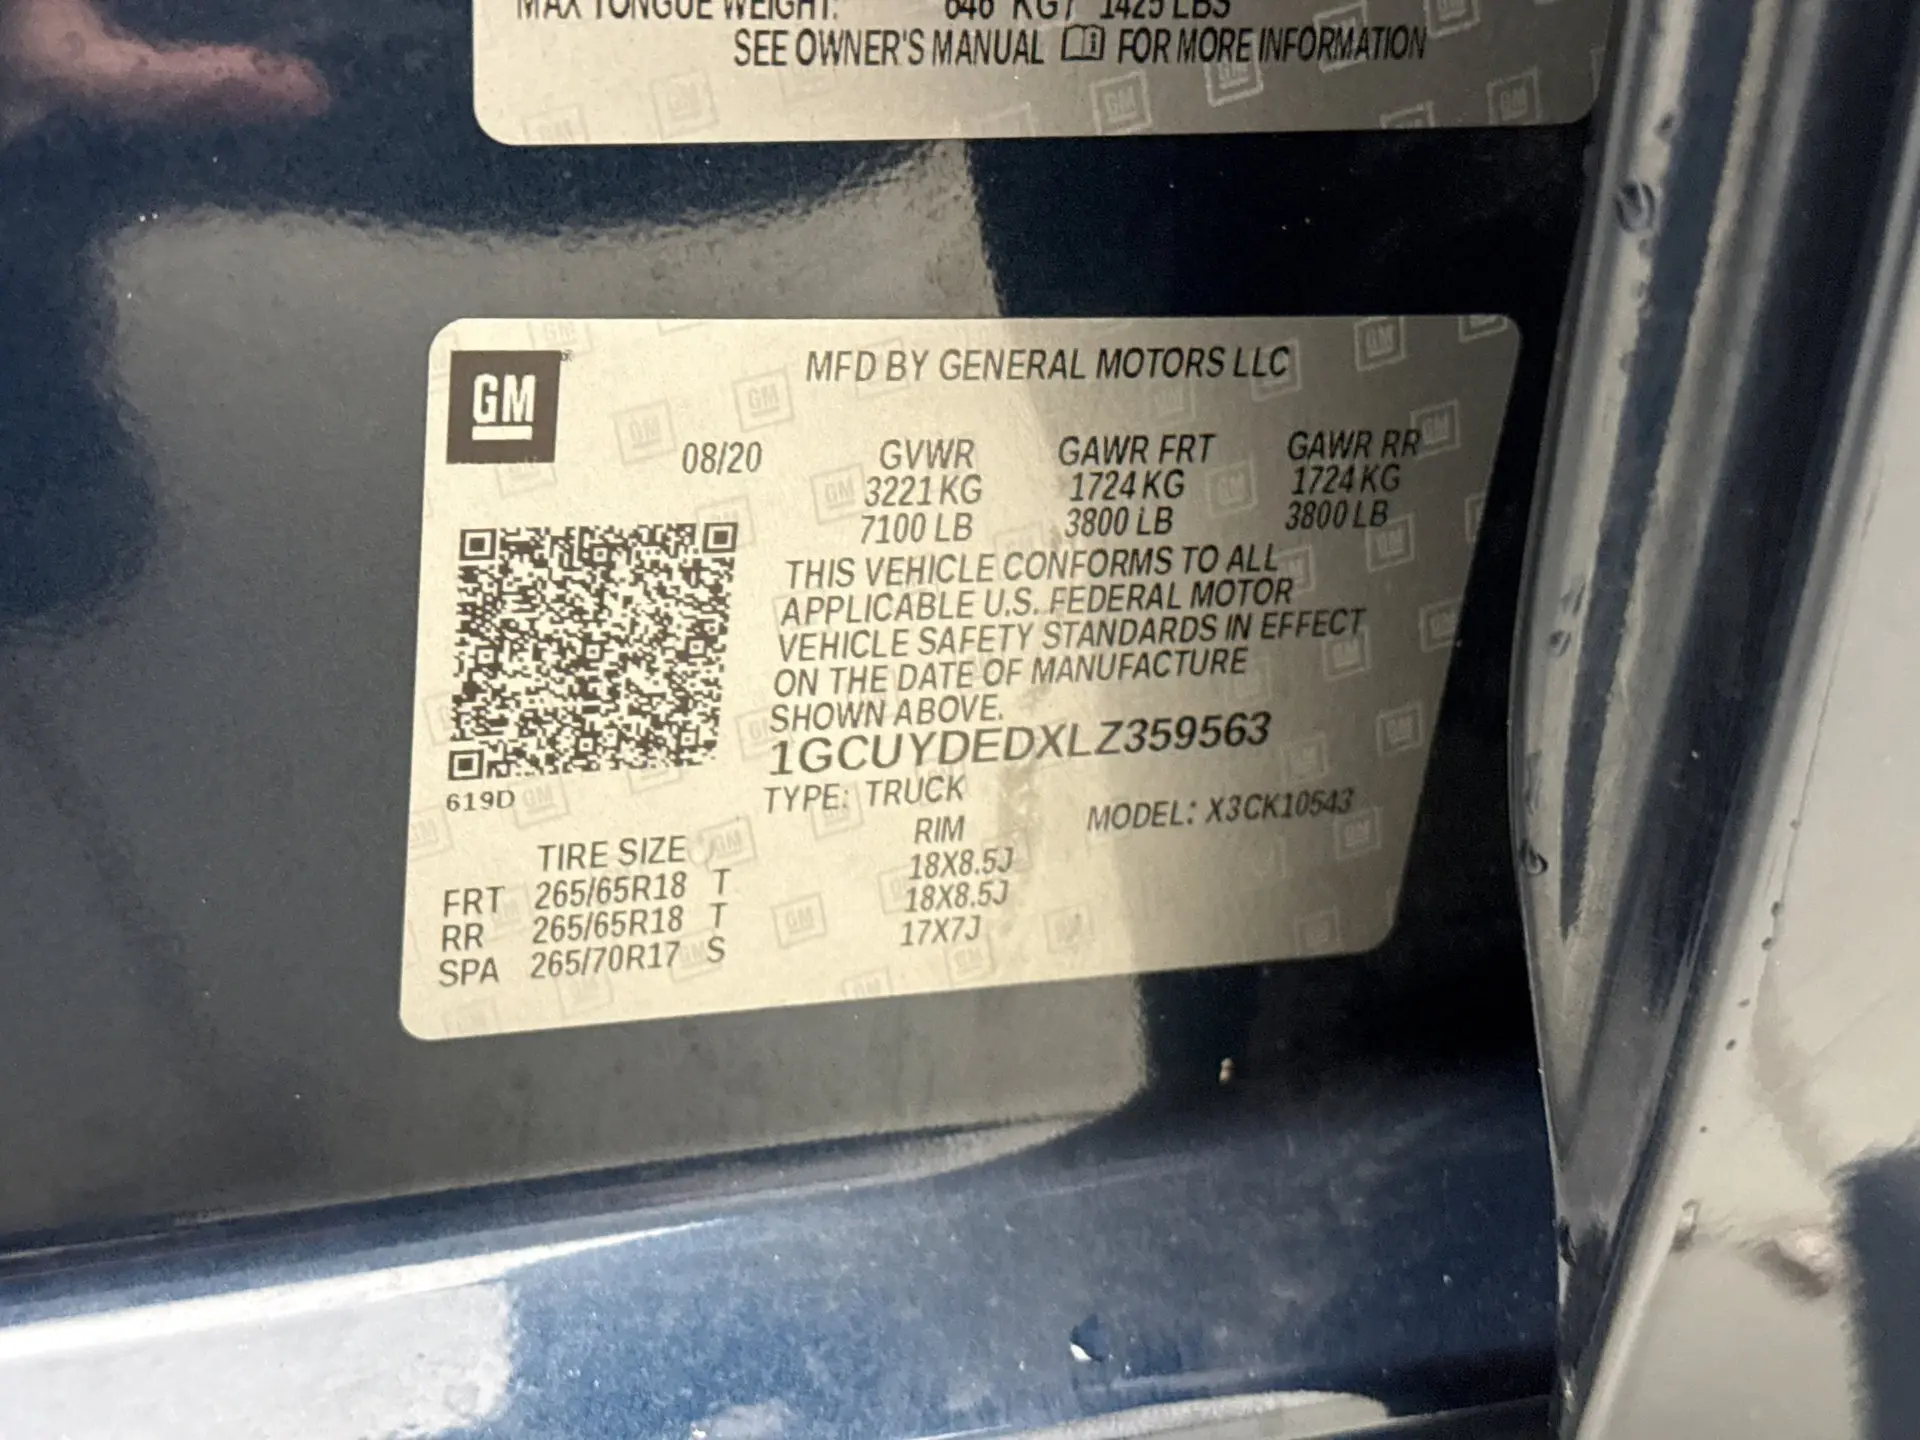 MAX TONGUE WEIGHT: 646 KG / 1425 LBS
SEE OWNER'S MANUAL FOR MORE INFORMATION
GM
MFD BY GENERAL MOTORS LLC
08/20 GVWR GAWR FRT GAWR RR
3221 KG 1724 KG 1724 KG
7100 LB 3800 LB 3800 LB
THIS VEHICLE CONFORMS TO ALL
APPLICABLE U.S. FEDERAL MOTOR
VEHICLE SAFETY STANDARDS IN EFFECT
ON THE DATE OF MANUFACTURE
SHOWN ABOVE.
1GCUYDEDXLZ359563
619D
TYPE: TRUCK MODEL: X3CK10543
TIRE SIZE RIM
FRT 265/65R18 T 18X8.5J
RR 265/65R18 T 18X8.5J
SPA 265/70R17 S 17X7J